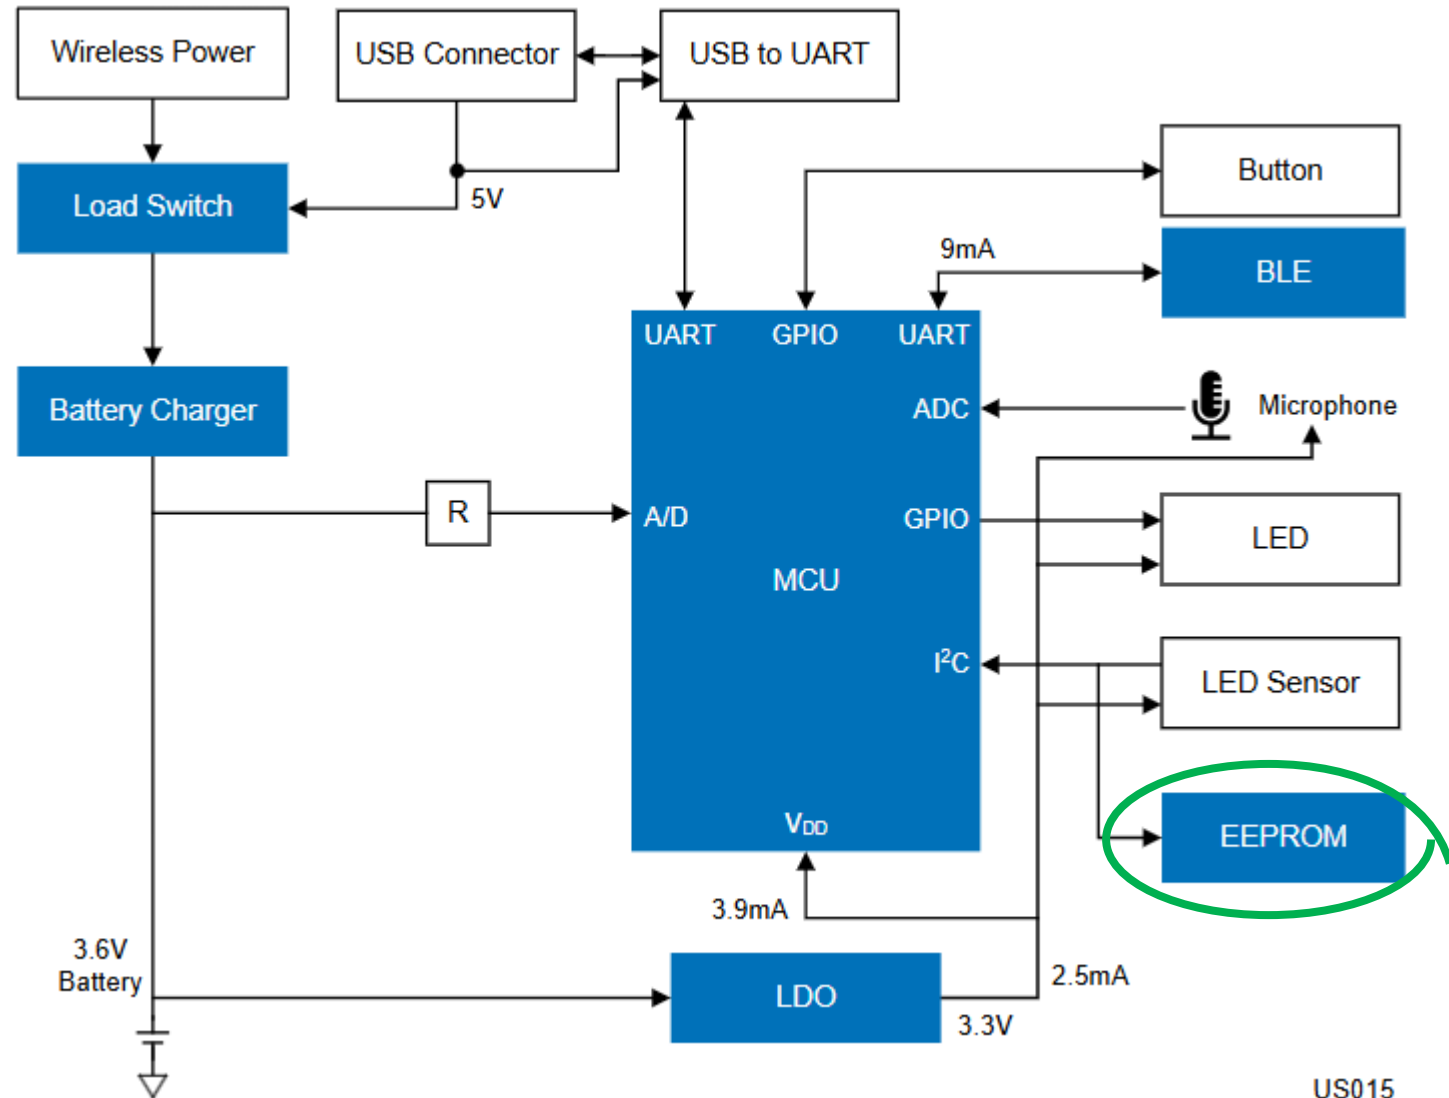 Wireless Power
USB Connector
USB to UART
Button
Load Switch
5V
9mA
BLE
UART
GPIO
UART
Battery Charger
ADC
Microphone
R
A/D
GPIO
LED
MCU
I²C
LED Sensor
VDD
EEPROM
3.9mA
3.6V
Battery
LDO
2.5mA
3.3V
US015